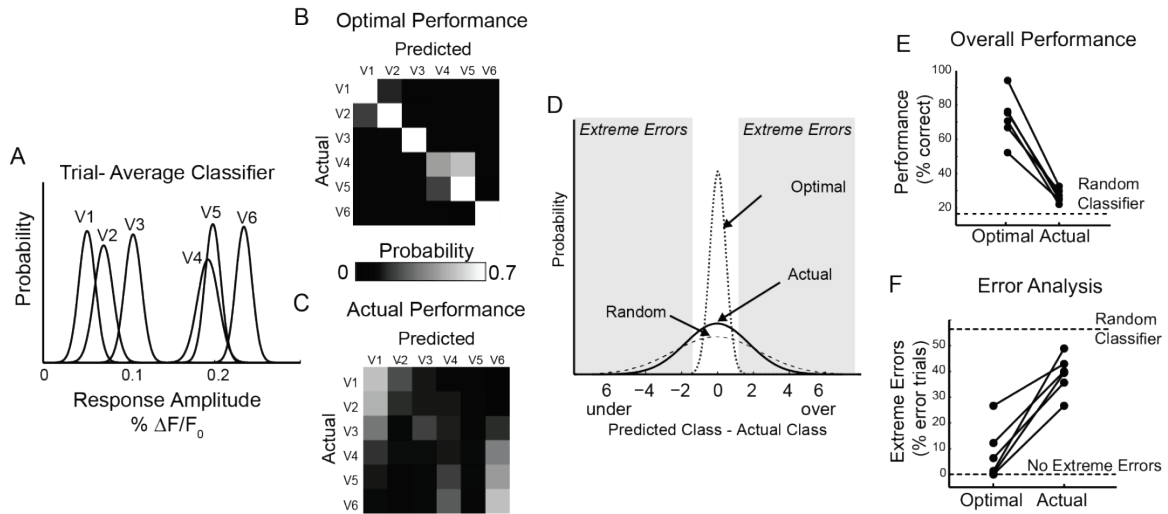 A
Trial- Average Classifier
Probability
V1
V2
V3
V4
V5
V6
0 0.1 0.2
Response Amplitude
% ΔF/F0
B
Optimal Performance
Predicted
V1 V2 V3 V4 V5 V6
Actual
V1
V2
V3
V4
V5
V6
Probability
0 0.7
C
Actual Performance
Predicted
V1 V2 V3 V4 V5 V6
Actual
V1
V2
V3
V4
V5
V6
D
Extreme Errors Extreme Errors
Probability
Optimal
Actual
Random
6 4 −2 0 2 4 6
under over
Predicted Class - Actual Class
E
Overall Performance
Performance
(% correct)
100
80
60
40
20
Random
Classifier
Optimal Actual
F
Error Analysis
Extreme Errors
(% error trials)
Random
Classifier
50
40
30
20
10
0
No Extreme Errors
Optimal Actual